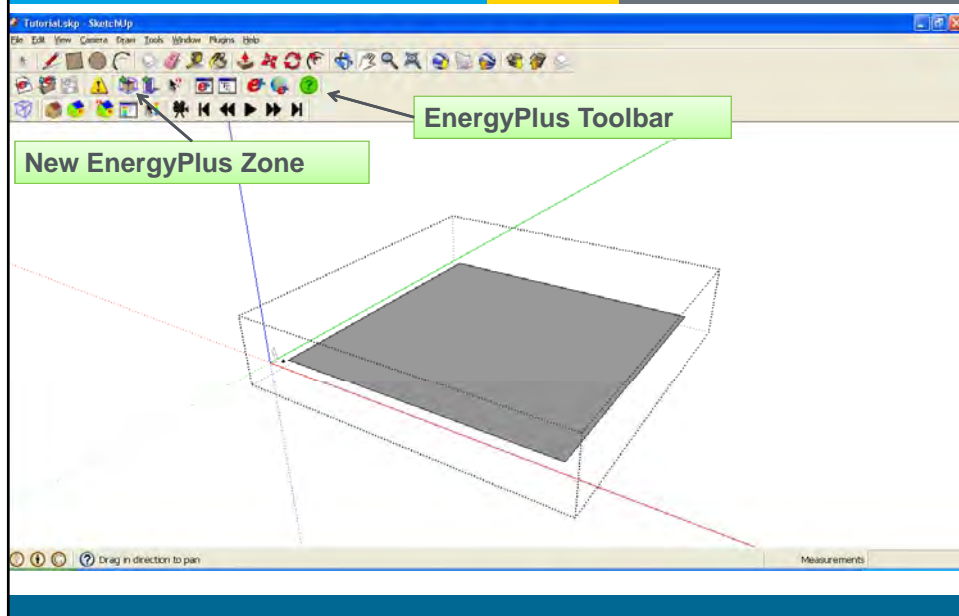 Tutorial.skp - SketchUp
File Edit View Camera Draw Tools Window Plugins Help
EnergyPlus Toolbar
New EnergyPlus Zone
Drag in direction to pan
Measurements